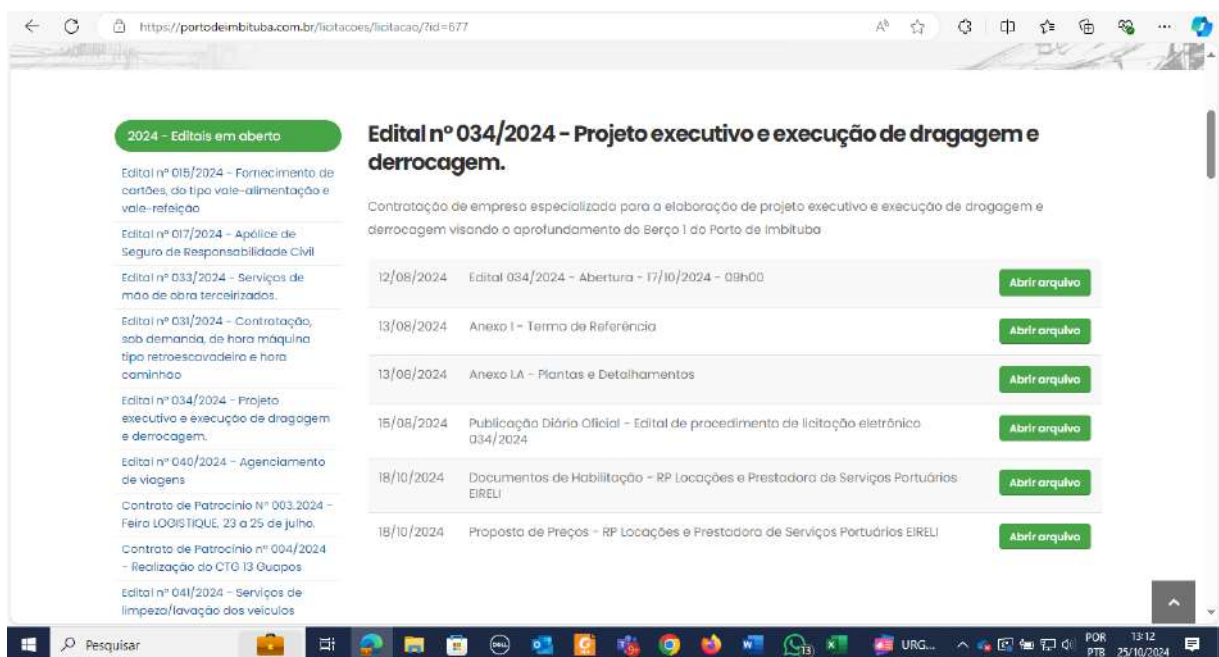 https://portodeimbituba.com.br/licitacoes/licitacao/?id=677
2024 - Editais em aberto
Edital nº 015/2024 - Fornecimento de
cartões, do tipo vale-alimentação e
vale-refeição
Edital nº 017/2024 - Apólice de
Seguro de Responsabilidade Civil
Edital nº 033/2024 - Serviços de
mão de obra terceirizados.
Edital nº 031/2024 - Contratação,
sob demanda, de hora máquina
tipo retroescavadeira e hora
caminhão
Edital nº 034/2024 - Projeto
executivo e execução de dragagem
e derrocagem.
Edital nº 040/2024 - Agenciamento
de viagens
Contrato de Patrocínio Nº 003.2024 -
Feira LOGISTIQUE, 23 a 25 de julho.
Contrato de Patrocínio nº 004/2024
- Realização do CTG 13 Guapos
Edital nº 041/2024 - Serviços de
limpeza/lavação dos veículos
Edital nº 034/2024 - Projeto executivo e execução de dragagem e
derrocagem.
Contratação de empresa especializada para a elaboração de projeto executivo e execução de dragagem e
derrocagem visando o aprofundamento do Berço 1 do Porto de Imbituba
12/08/2024 Edital 034/2024 - Abertura - 17/10/2024 - 09h00 Abrir arquivo
13/08/2024 Anexo I - Termo de Referência Abrir arquivo
13/08/2024 Anexo I.A - Plantas e Detalhamentos Abrir arquivo
15/08/2024 Publicação Diário Oficial - Edital de procedimento de licitação eletrônico
034/2024 Abrir arquivo
18/10/2024 Documentos de Habilitação - RP Locações e Prestadora de Serviços Portuários
EIRELI Abrir arquivo
18/10/2024 Proposta de Preços - RP Locações e Prestadora de Serviços Portuários EIRELI Abrir arquivo
Pesquisar
URG...
POR
PTB
13:12
25/10/2024